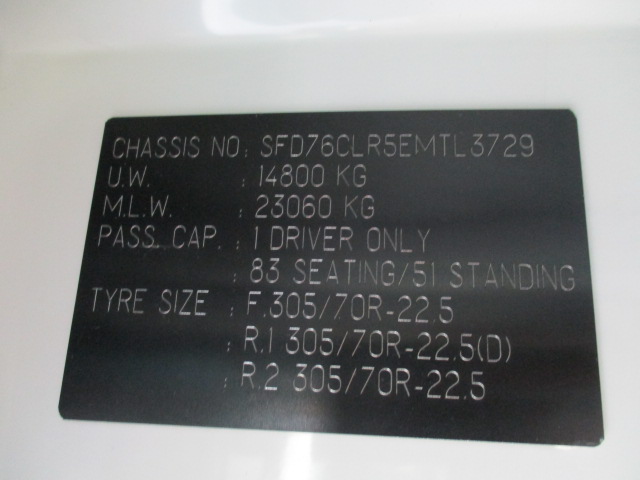 CHASSIS NO: SFD76CLR5EMTL3729
U.W. : 14800 KG
M.L.W. : 23060 KG
PASS. CAP. : 1 DRIVER ONLY
: 83 SEATING/51 STANDING
TYRE SIZE : F.305/70R-22.5
: R.1 305/70R-22.5(D)
: R.2 305/70R-22.5